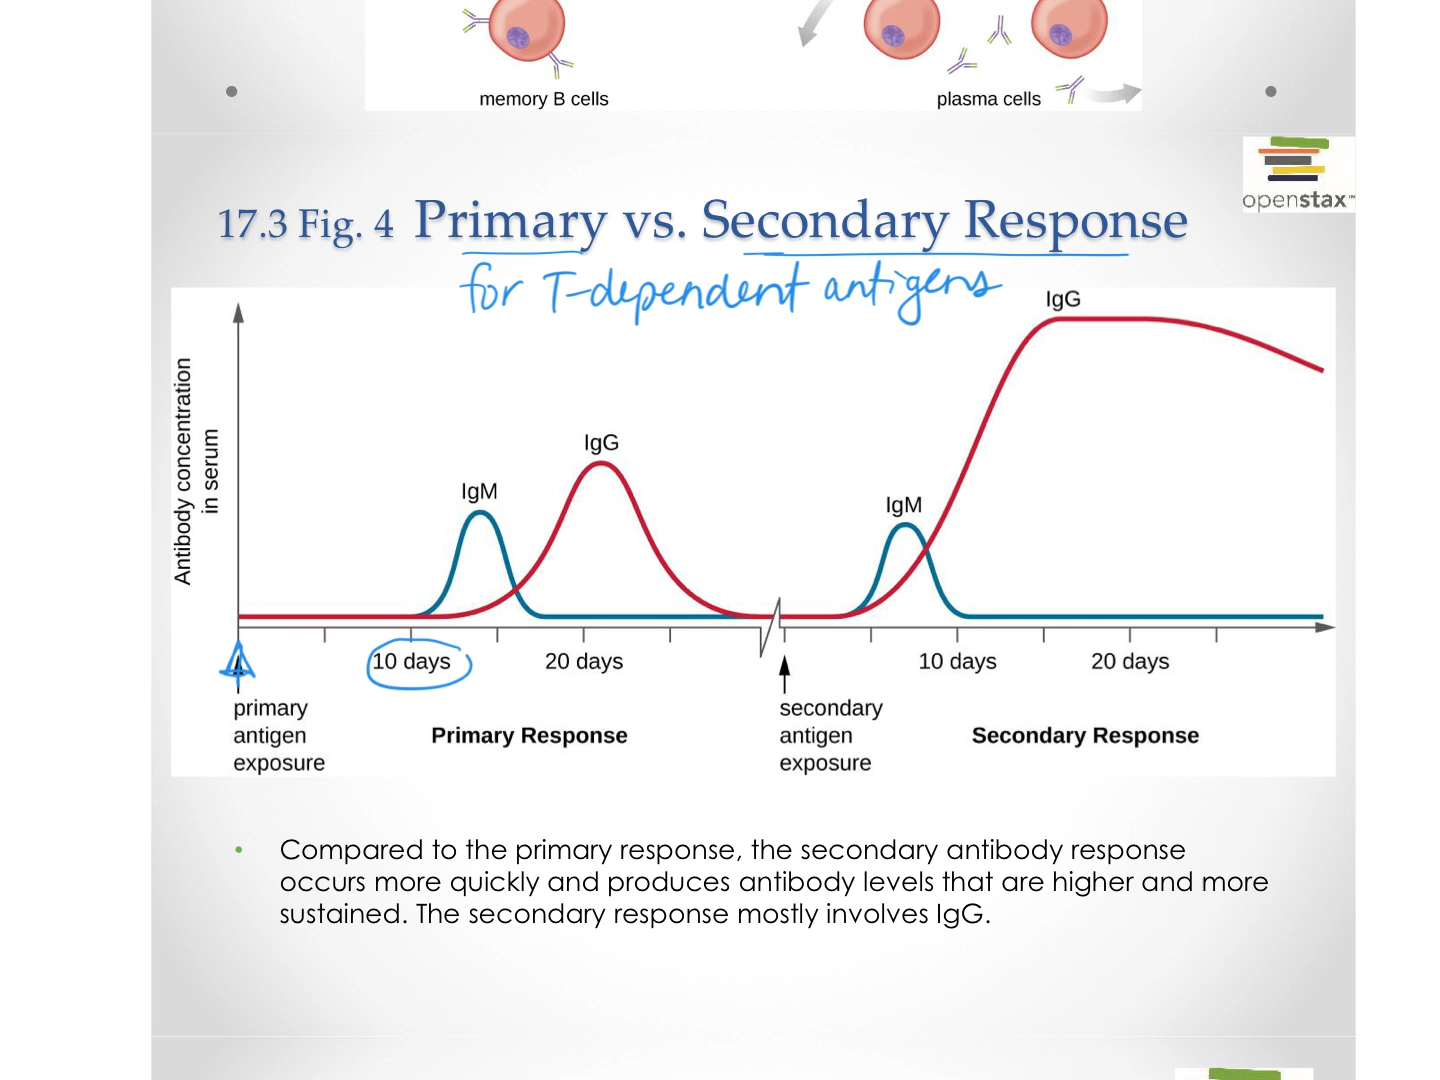 memory B cells
plasma cells
openstax™
17.3 Fig. 4 Primary vs. Secondary Response
for T-dependent antigens
Antibody concentration
in serum
IgM
IgG
IgM
IgG
10 days
20 days
10 days
20 days
primary
antigen
exposure
Primary Response
secondary
antigen
exposure
Secondary Response
• Compared to the primary response, the secondary antibody response
occurs more quickly and produces antibody levels that are higher and more
sustained. The secondary response mostly involves IgG.